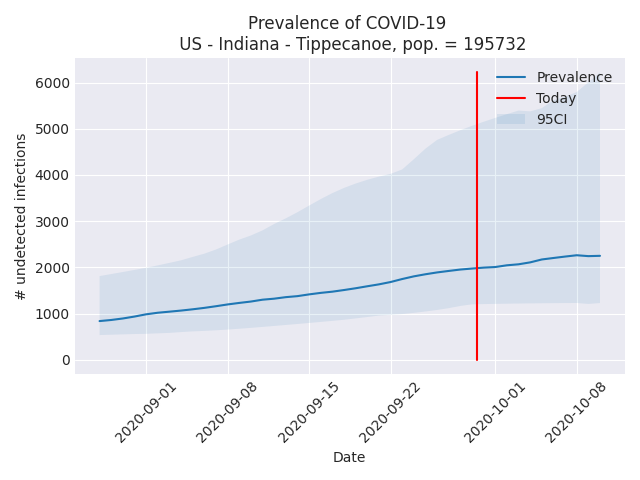 Prevalence of COVID-19
US - Indiana - Tippecanoe, pop. = 195732
Prevalence
Today
95CI
6000
5000
4000
3000
2000
1000
0
# undetected infections
2020-09-01
2020-09-08
2020-09-15
2020-09-22
2020-10-01
2020-10-08
Date